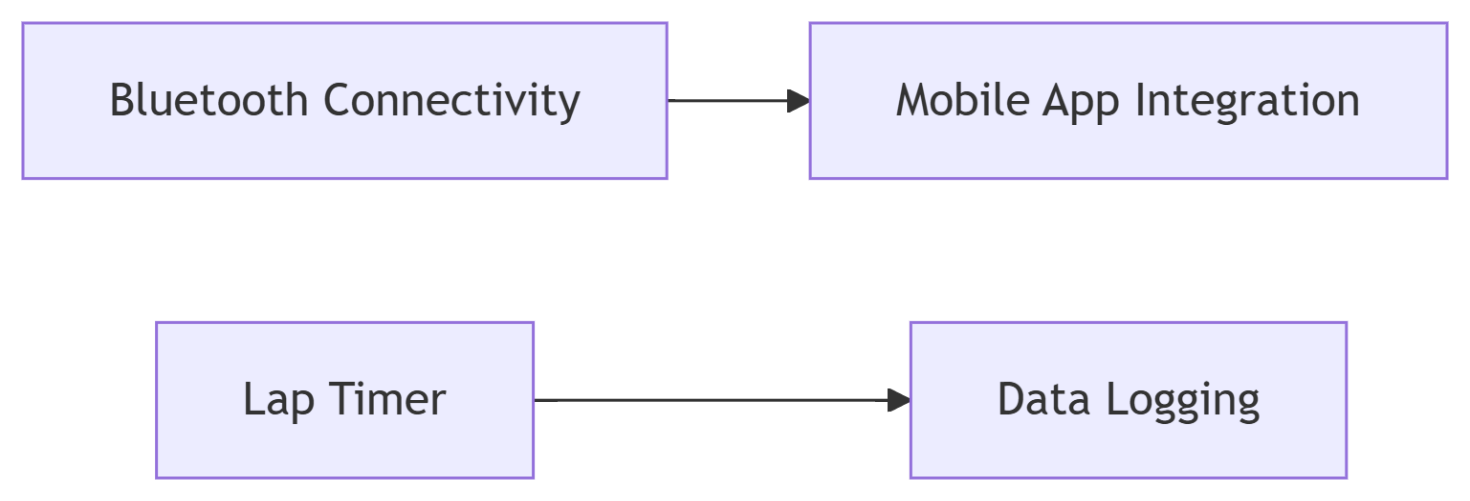 Bluetooth Connectivity
Mobile App Integration
Lap Timer
Data Logging